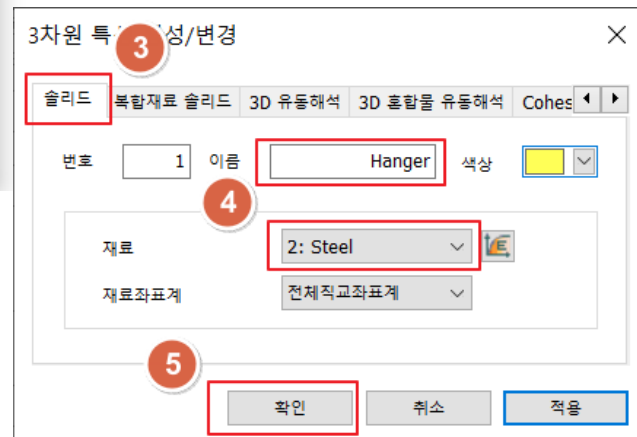 3차원 특 성/변경
3
솔리드 복합재료 솔리드 3D 유동해석 3D 혼합물 유동해석 Cohes
번호 1 이름 Hanger 색상
4
재료 2: Steel
재료좌표계 전체직교좌표계
5
확인 취소 적용